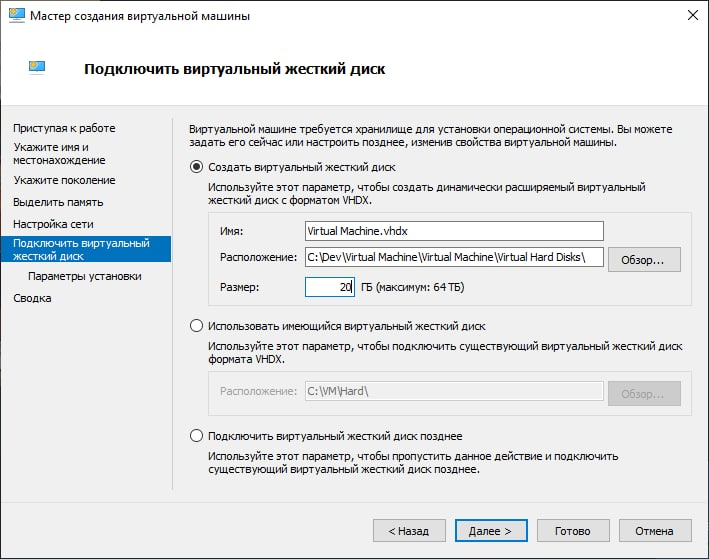 Мастер создания виртуальной машины
Подключить виртуальный жесткий диск
Приступая к работе
Укажите имя и
местонахождение
Укажите поколение
Выделить память
Настройка сети
Подключить виртуальный
жесткий диск
Параметры установки
Сводка
Виртуальной машине требуется хранилище для установки операционной системы. Вы можете
задать его сейчас или настроить позднее, изменив свойства виртуальной машины.
Создать виртуальный жесткий диск
Используйте этот параметр, чтобы создать динамически расширяемый виртуальный
жесткий диск с форматом VHDX.
Имя: Virtual Machine.vhdx
Расположение: C:\Dev\Virtual Machine\Virtual Machine\Virtual Hard Disks\ Обзор...
Размер: 20 ГБ (максимум: 64 ТБ)
Использовать имеющийся виртуальный жесткий диск
Используйте этот параметр, чтобы подключить существующий виртуальный жесткий диск
формата VHDX.
Расположение: C:\VM\Hard\ Обзор...
Подключить виртуальный жесткий диск позднее
Используйте этот параметр, чтобы пропустить данное действие и подключить
существующий виртуальный жесткий диск позднее.
< Назад Далее > Готово Отмена